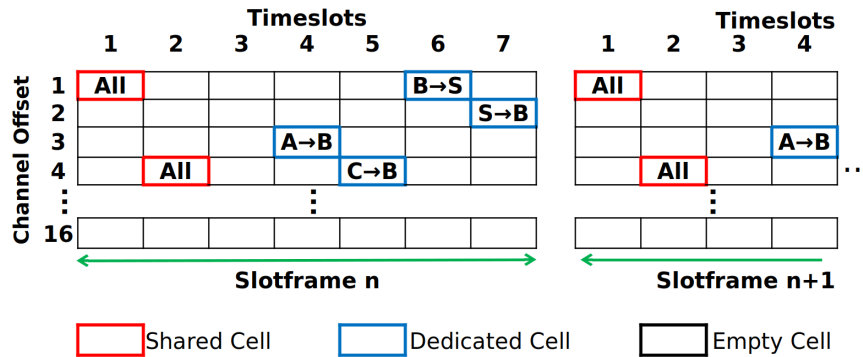 Timeslots Timeslots
1 2 3 4 5 6 7 1 2 3 4
Channel Offset
1 All B→S All
2 S→B
3 A→B A→B
4 All C→B All ..
⋮ ⋮ ⋮
16
Slotframe n Slotframe n+1
Shared Cell Dedicated Cell Empty Cell